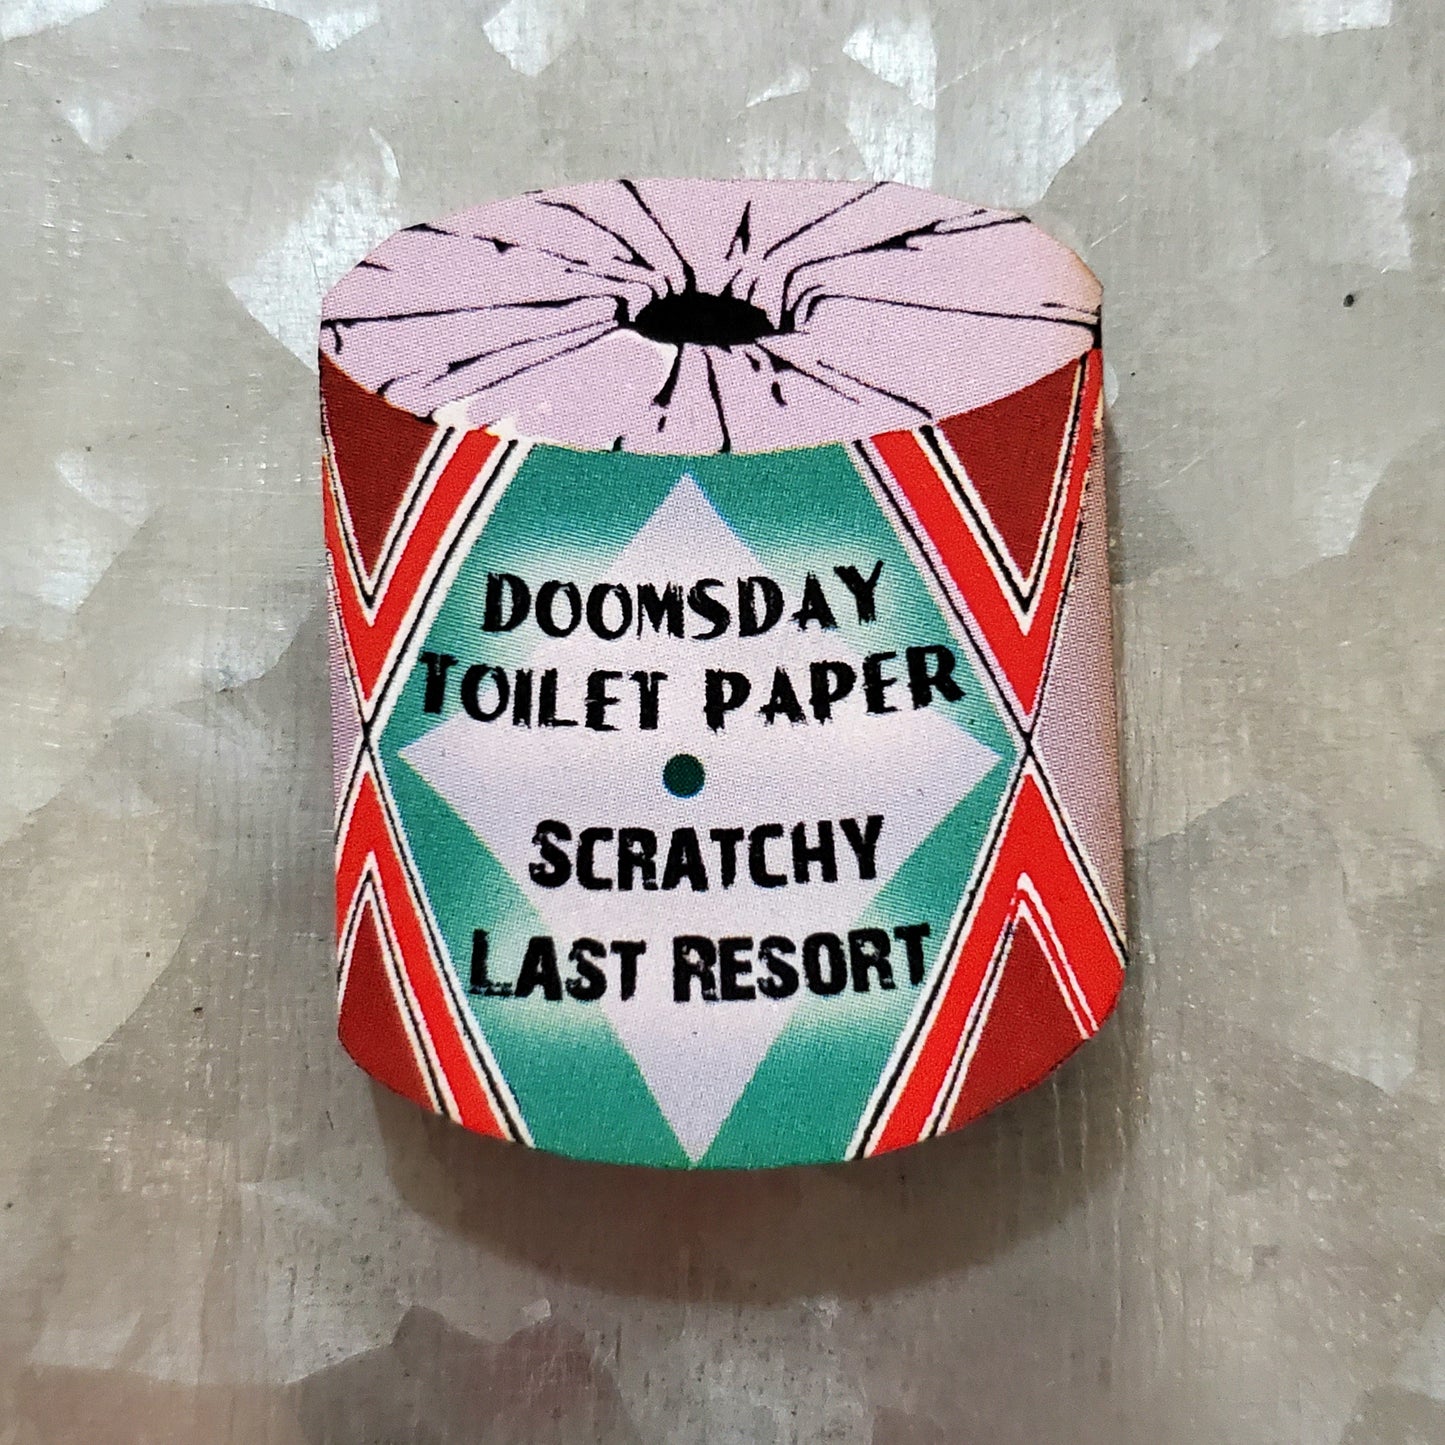 DOOMSDAY
TOILET PAPER
SCRATCHY
LAST RESORT